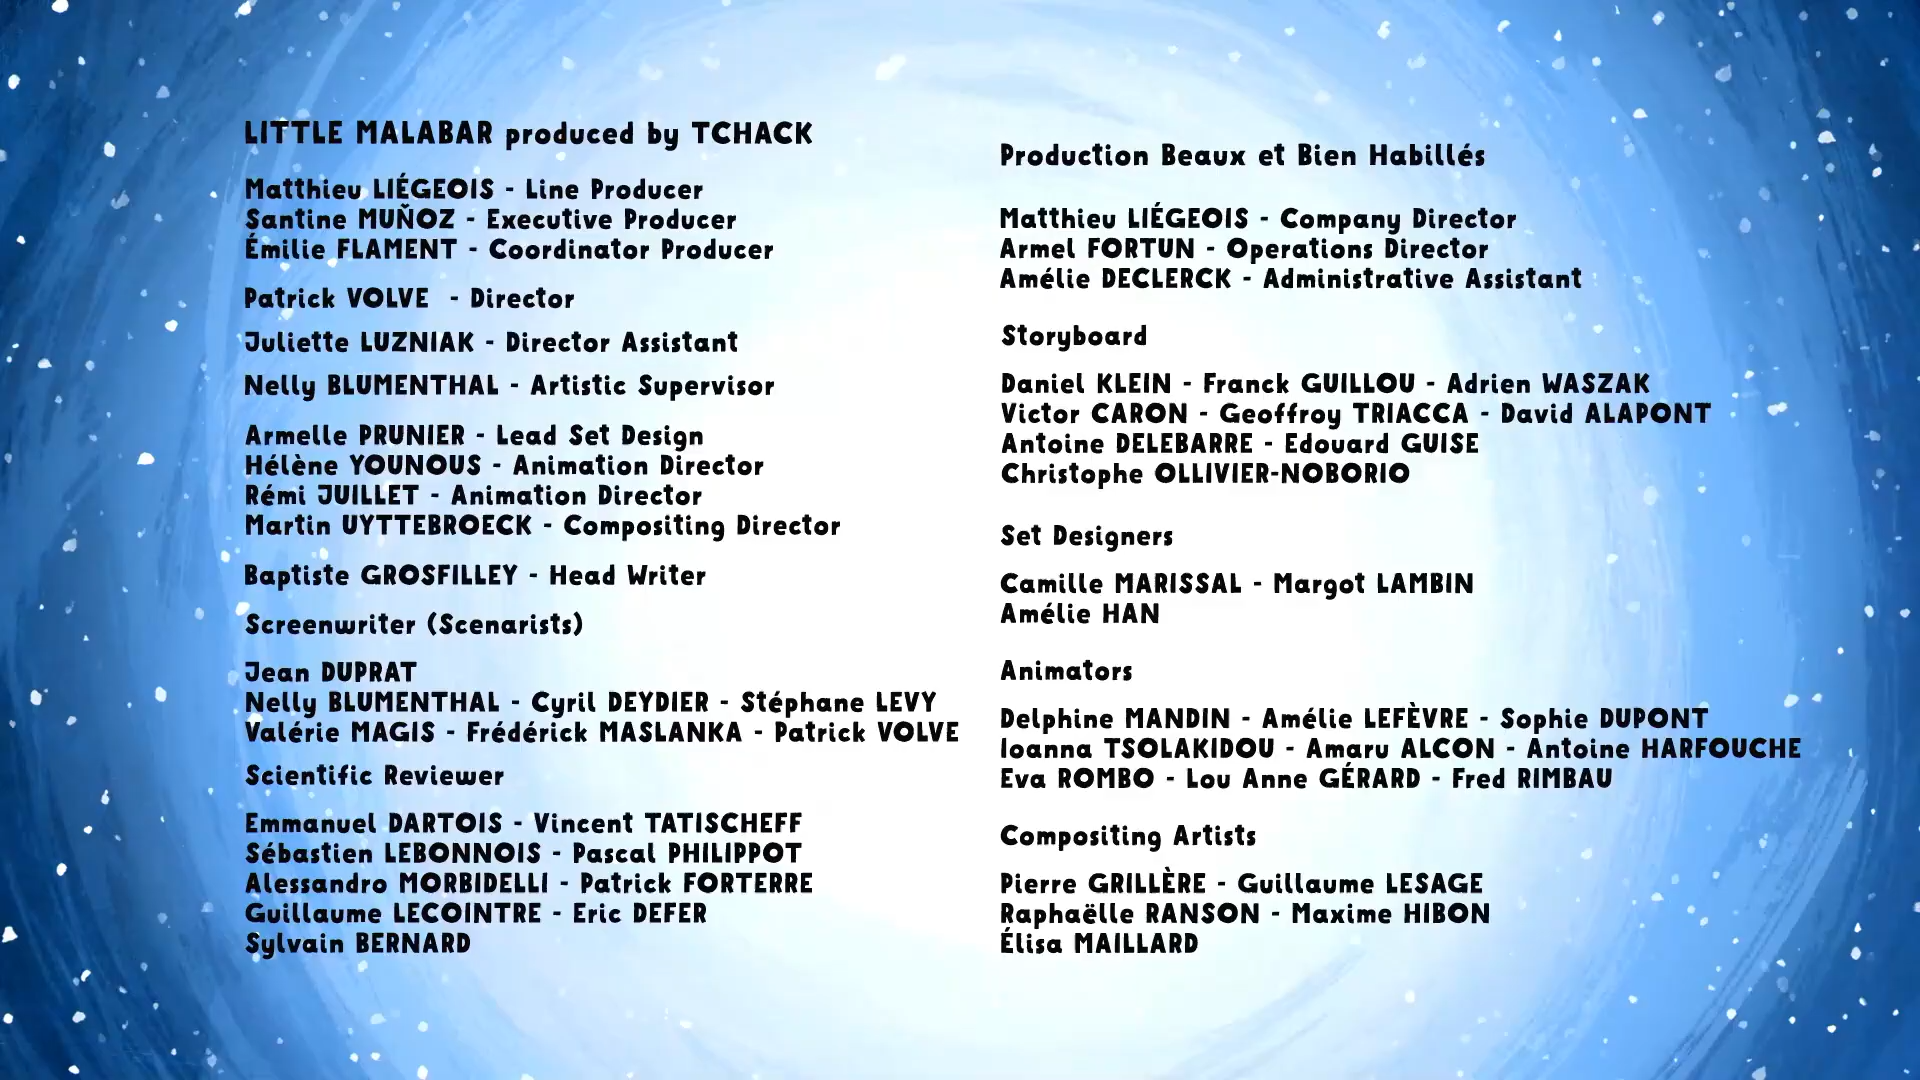 LITTLE MALABAR produced by TCHACK
Matthieu LIÉGEOIS - Line Producer
Santine MUÑOZ - Executive Producer
Émilie FLAMENT - Coordinator Producer
Patrick VOLVE - Director
Juliette LUZNIAK - Director Assistant
Nelly BLUMENTHAL - Artistic Supervisor
Armelle PRUNIER - Lead Set Design
Hélène YOUNOUS - Animation Director
Rémi JUILLET - Animation Director
Martin UYTTEBROECK - Compositing Director
Baptiste GROSFILLEY - Head Writer
Screenwriter (Scenarists)
Jean DUPRAT
Nelly BLUMENTHAL - Cyril DEYDIER - Stéphane LEVY
Valérie MAGIS - Frédérick MASLANKA - Patrick VOLVE
Scientific Reviewer
Emmanuel DARTOIS - Vincent TATISCHEFF
Sébastien LEBONNOIS - Pascal PHILIPPOT
Alessandro MORBIDELLI - Patrick FORTERRE
Guillaume LECOINTRE - Eric DEFER
Sylvain BERNARD
Production Beaux et Bien Habillés
Matthieu LIÉGEOIS - Company Director
Armel FORTUN - Operations Director
Amélie DECLERCK - Administrative Assistant
Storyboard
Daniel KLEIN - Franck GUILLOU - Adrien WASZAK
Victor CARON - Geoffroy TRIACCA - David ALAPONT
Antoine DELEBARRE - Edouard GUISE
Christophe OLLIVIER-NOBORIO
Set Designers
Camille MARISSAL - Margot LAMBIN
Amélie HAN
Animators
Delphine MANDIN - Amélie LEFÈVRE - Sophie DUPONT
Ioanna TSOLAKIDOU - Amaru ALCON - Antoine HARFOUCHE
Eva ROMBO - Lou Anne GÉRARD - Fred RIMBAU
Compositing Artists
Pierre GRILLÈRE - Guillaume LESAGE
Raphaëlle RANSON - Maxime HIBON
Élisa MAILLARD